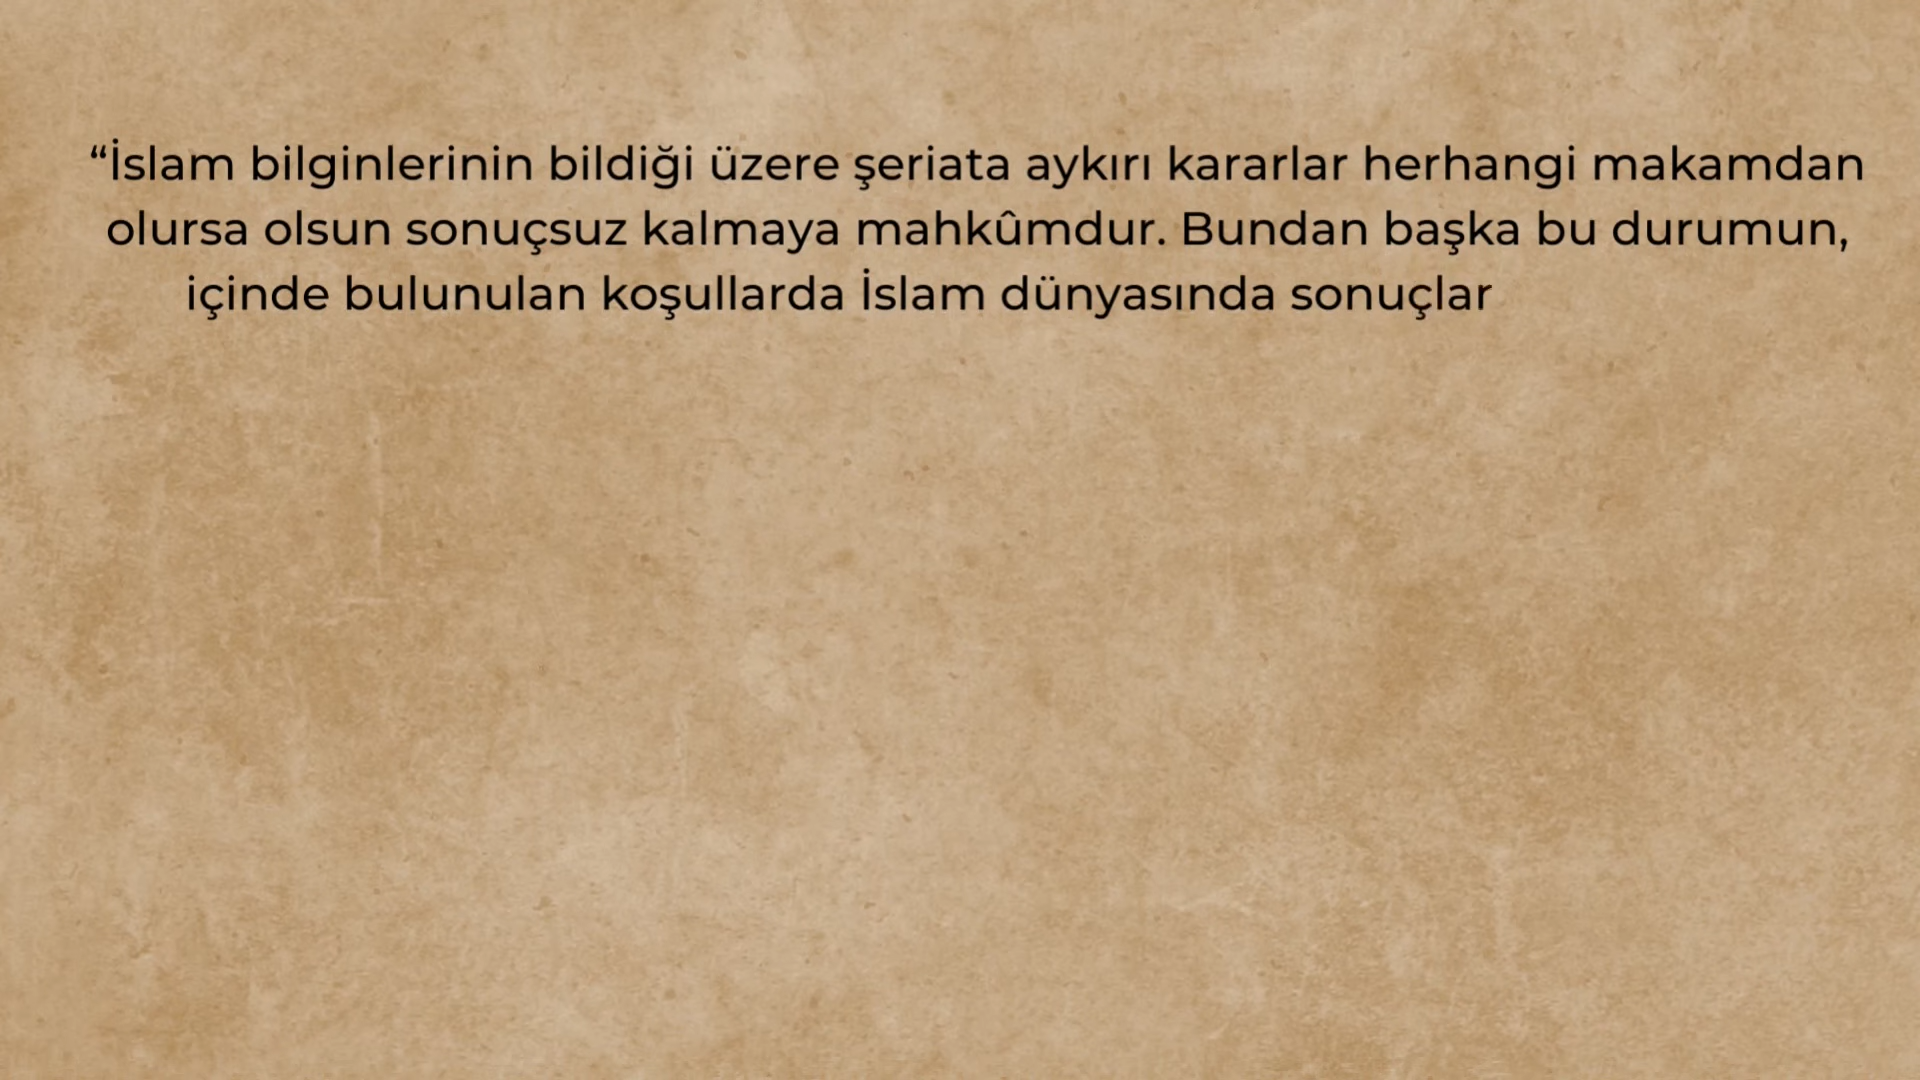 “İslam bilginlerinin bildiği üzere şeriata aykırı kararlar herhangi makamdan
olursa olsun sonuçsuz kalmaya mahkûmdur. Bundan başka bu durumun,
içinde bulunulan koşullarda İslam dünyasında sonuçlar